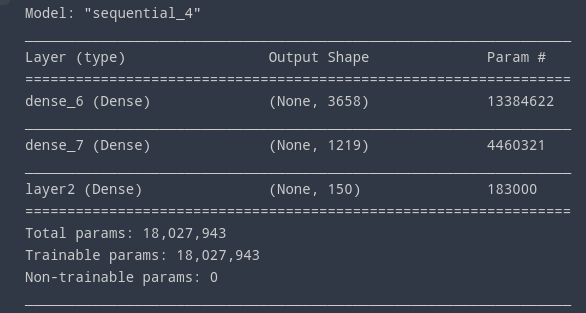 Model: "sequential_4"
_________________________________________________________________
Layer (type)                 Output Shape              Param #
=================================================================
dense_6 (Dense)              (None, 3658)              13384622
_________________________________________________________________
dense_7 (Dense)              (None, 1219)              4460321
_________________________________________________________________
layer2 (Dense)               (None, 150)               183000
=================================================================
Total params: 18,027,943
Trainable params: 18,027,943
Non-trainable params: 0
_________________________________________________________________